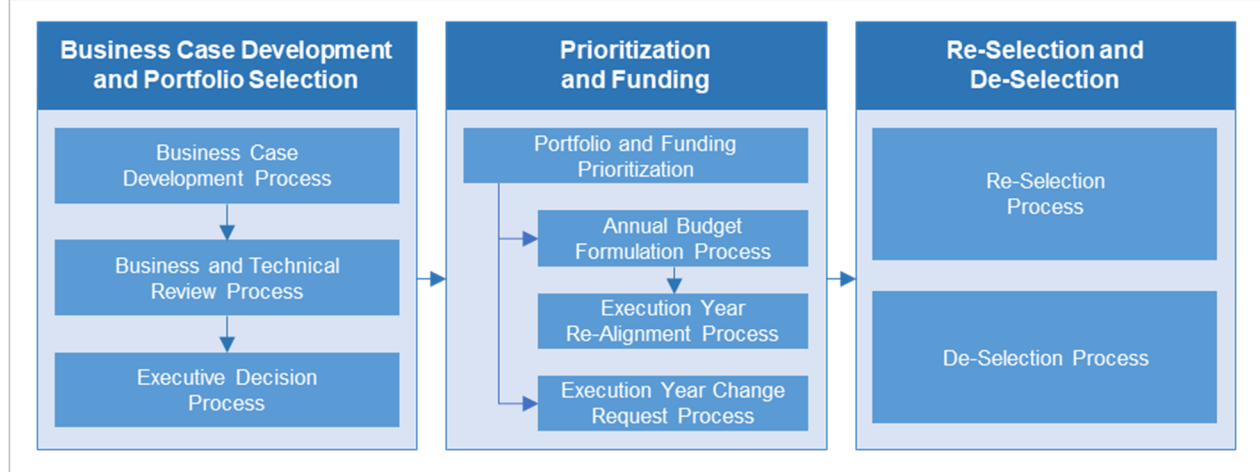 Business Case Development
and Portfolio Selection
Business Case
Development Process
Business and Technical
Review Process
Executive Decision
Process
Prioritization
and Funding
Portfolio and Funding
Prioritization
Annual Budget
Formulation Process
Execution Year
Re-Alignment Process
Execution Year Change
Request Process
Re-Selection and
De-Selection
Re-Selection
Process
De-Selection Process